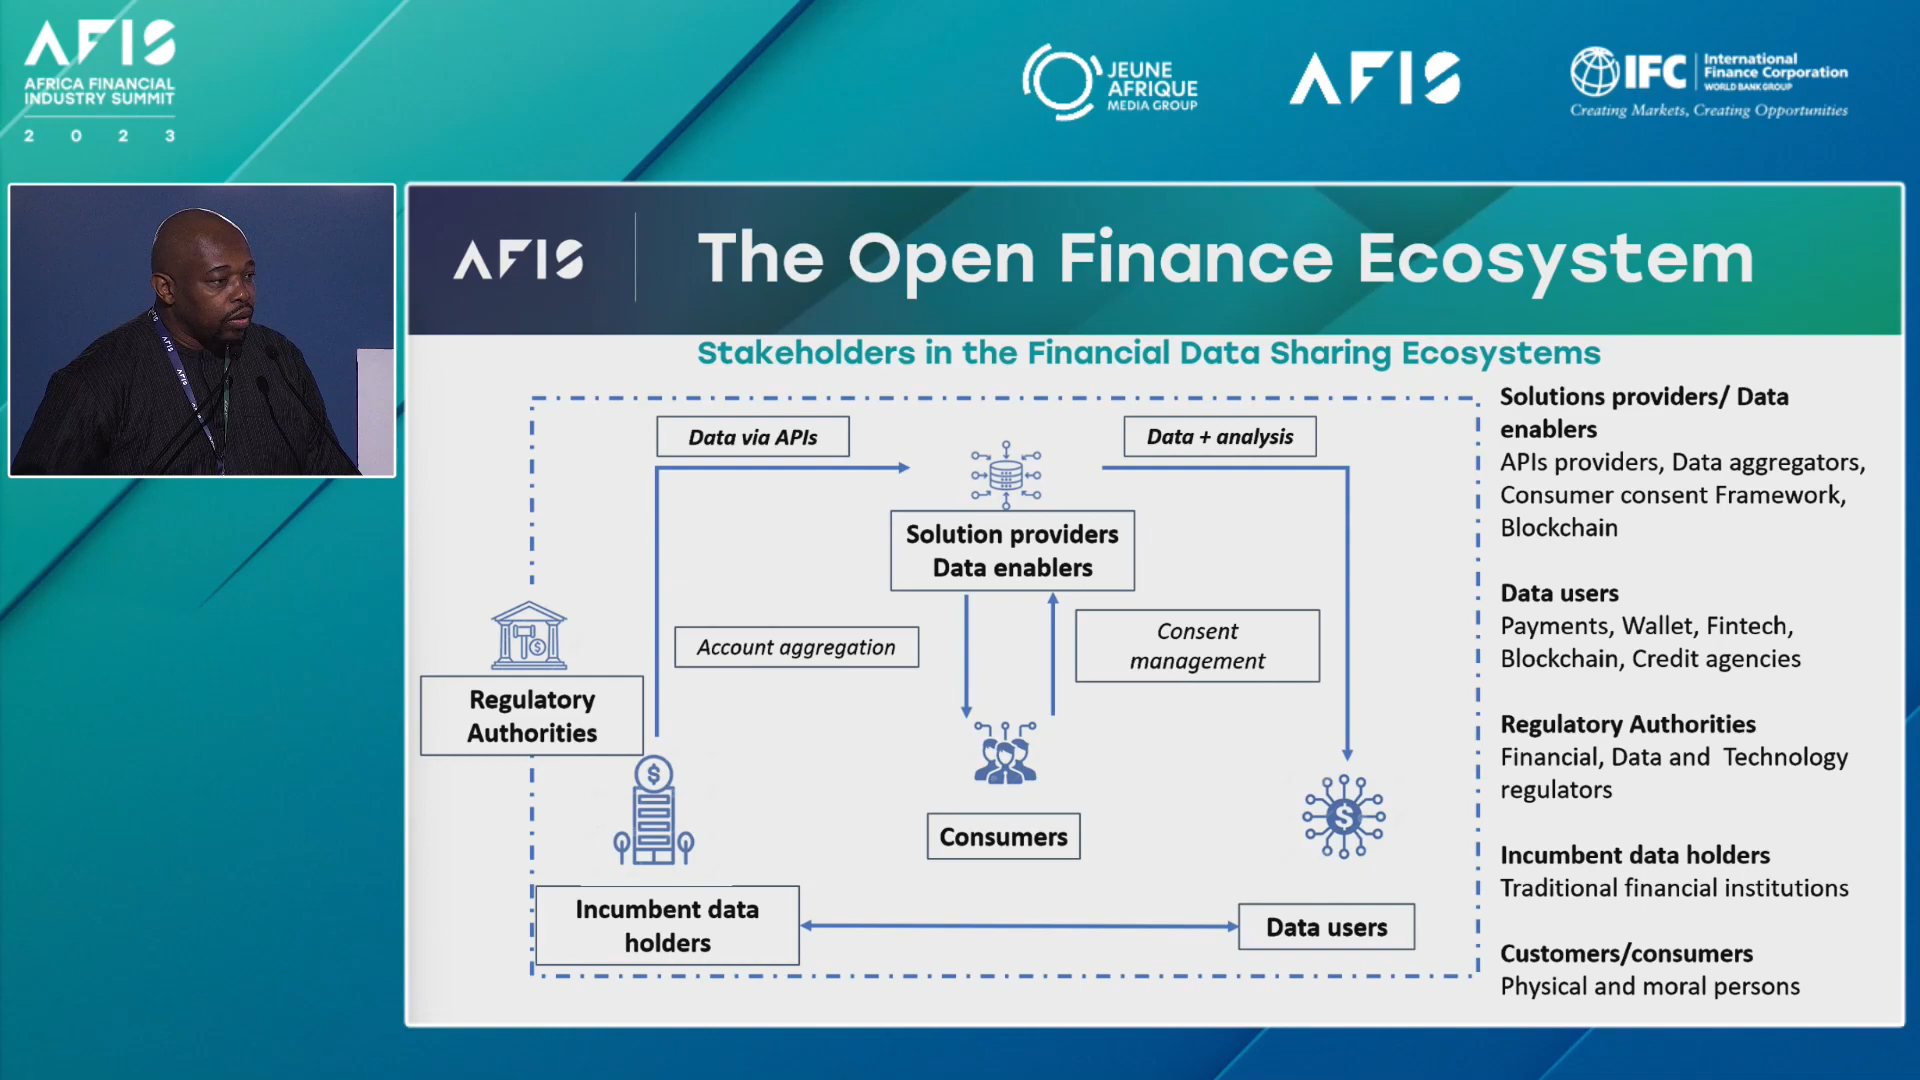 AFIS
AFRICA FINANCIAL
INDUSTRY SUMMIT
2 0 2 3
JEUNE
AFRIQUE
MEDIA GROUP
AFIS
IFC
International
Finance Corporation
WORLD BANK GROUP
Creating Markets, Creating Opportunities
AFIS
The Open Finance Ecosystem
Stakeholders in the Financial Data Sharing Ecosystems
Data via APIs
Data + analysis
Solution providers
Data enablers
Account aggregation
Consent
management
Regulatory
Authorities
Consumers
Incumbent data
holders
Data users
Solutions providers/ Data
enablers
APIs providers, Data aggregators,
Consumer consent Framework,
Blockchain
Data users
Payments, Wallet, Fintech,
Blockchain, Credit agencies
Regulatory Authorities
Financial, Data and  Technology
regulators
Incumbent data holders
Traditional financial institutions
Customers/consumers
Physical and moral persons
AFIS
AFIS